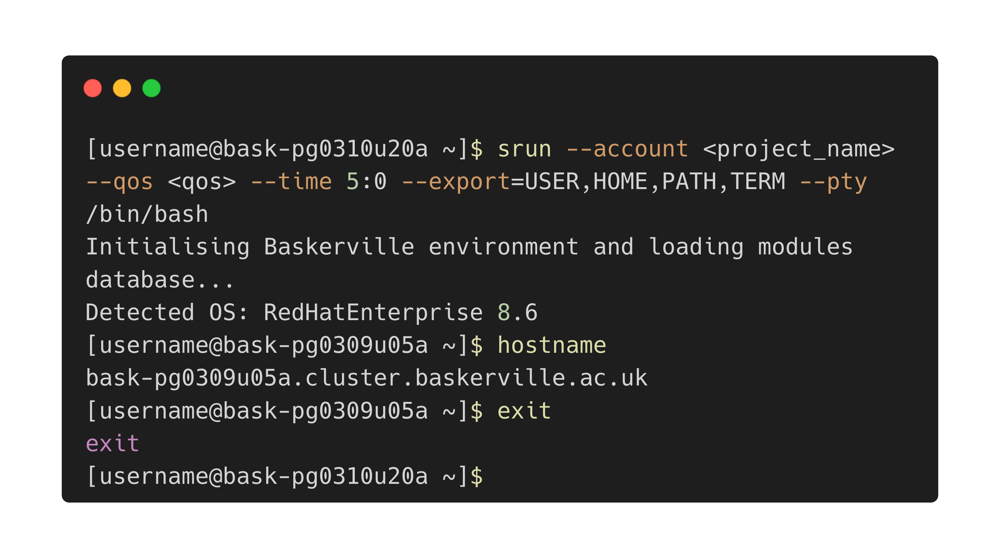 [username@bask-pg0310u20a ~]$ srun --account <project_name>
--qos <qos> --time 5:0 --export=USER,HOME,PATH,TERM --pty
/bin/bash
Initialising Baskerville environment and loading modules
database...
Detected OS: RedHatEnterprise 8.6
[username@bask-pg0309u05a ~]$ hostname
bask-pg0309u05a.cluster.baskerville.ac.uk
[username@bask-pg0309u05a ~]$ exit
exit
[username@bask-pg0310u20a ~]$